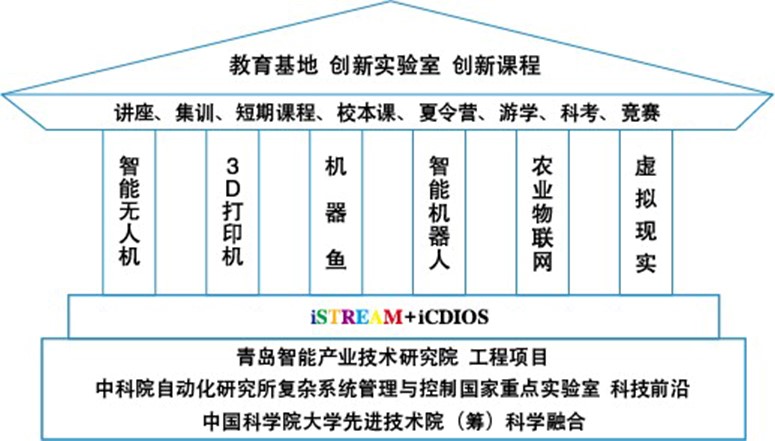 教育基地 创新实验室 创新课程
讲座、集训、短期课程、校本课、夏令营、游学、科考、竞赛
智能无人机
3D打印机
机器鱼
智能机器人
农业物联网
虚拟现实
iSTREAM+iCDIOS
青岛智能产业技术研究院 工程项目
中科院自动化研究所复杂系统管理与控制国家重点实验室 科技前沿
中国科学院大学先进技术院（筹）科学融合